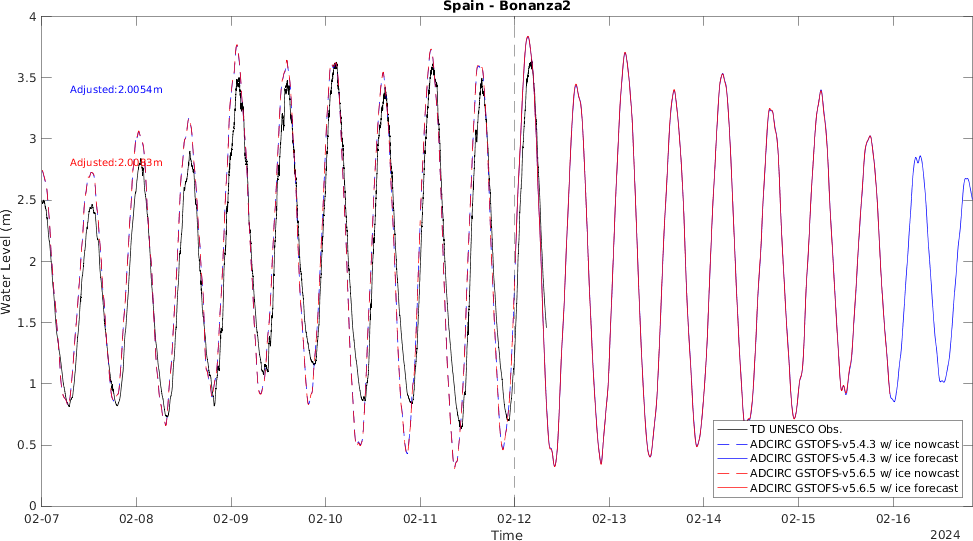 Spain - Bonanza2
4
3.5
3
2.5
2
1.5
1
0.5
0
Water Level (m)
Adjusted:2.0054m
Adjusted:2.0083m
TD UNESCO Obs.
ADCIRC GSTOFS-v5.4.3 w/ ice nowcast
ADCIRC GSTOFS-v5.4.3 w/ ice forecast
ADCIRC GSTOFS-v5.6.5 w/ ice nowcast
ADCIRC GSTOFS-v5.6.5 w/ ice forecast
02-07 02-08 02-09 02-10 02-11 02-12 02-13 02-14 02-15 02-16
Time
2024